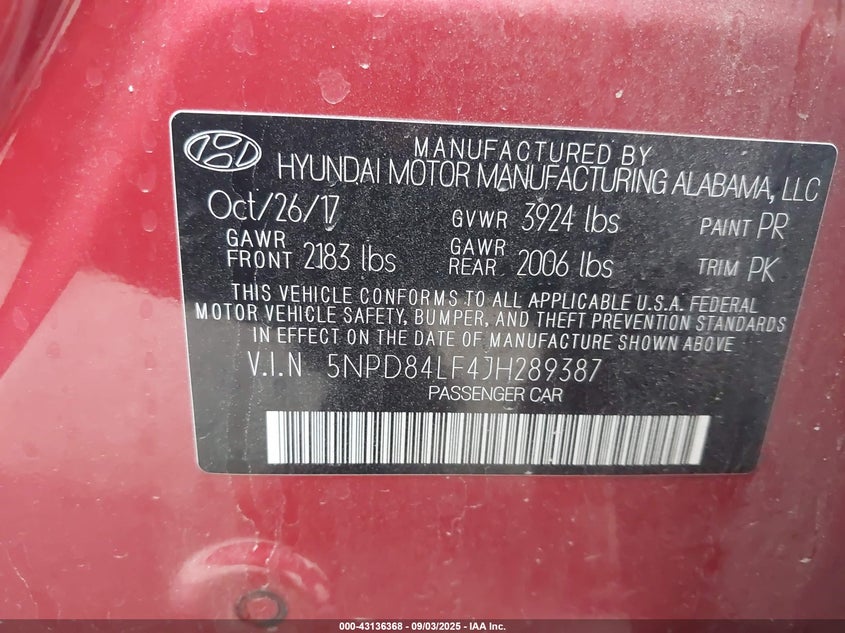 MANUFACTURED BY
HYUNDAI MOTOR MANUFACTURING ALABAMA, LLC
Oct/26/17 GVWR 3924 lbs PAINT PR
GAWR FRONT 2183 lbs GAWR REAR 2006 lbs TRIM PK
THIS VEHICLE CONFORMS TO ALL APPLICABLE U.S.A. FEDERAL
MOTOR VEHICLE SAFETY, BUMPER, AND THEFT PREVENTION STANDARDS
IN EFFECT ON THE DATE OF MANUFACTURE SHOWN ABOVE
V.I.N 5NPD84LF4JH289387
PASSENGER CAR
000-43136368 | 09/03/2025 | IAA Inc.